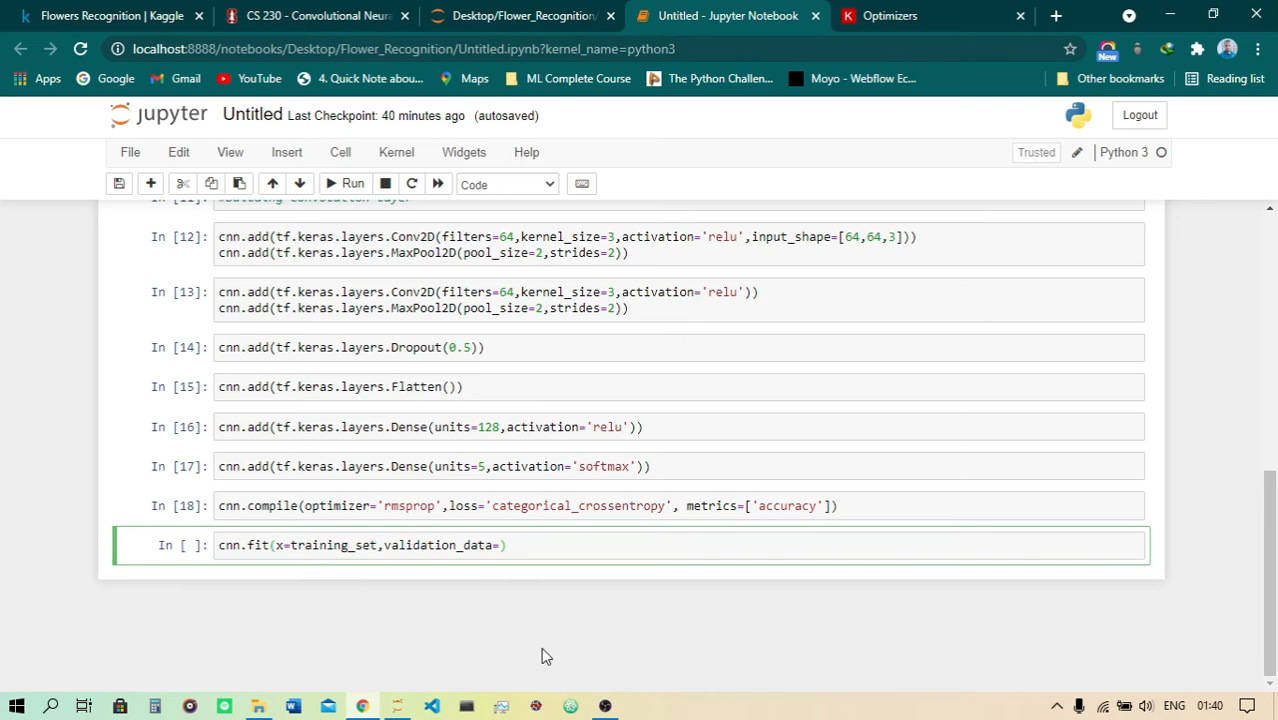 Flowers Recognition | Kaggle
CS 230 - Convolutional Neura
Desktop/Flower_Recognition/
Untitled - Jupyter Notebook
Optimizers
localhost:8888/notebooks/Desktop/Flower_Recognition/Untitled.ipynb?kernel_name=python3
New
Apps
Google
Gmail
YouTube
4. Quick Note abou...
Maps
ML Complete Course
The Python Challen...
Moyo - Webflow Ec...
Other bookmarks
Reading list
jupyter Untitled Last Checkpoint: 40 minutes ago (autosaved)
Logout
File Edit View Insert Cell Kernel Widgets Help
Trusted
Python 3
Run
Code
In [12]: cnn.add(tf.keras.layers.Conv2D(filters=64,kernel_size=3,activation='relu',input_shape=[64,64,3]))
cnn.add(tf.keras.layers.MaxPool2D(pool_size=2,strides=2))
In [13]: cnn.add(tf.keras.layers.Conv2D(filters=64,kernel_size=3,activation='relu'))
cnn.add(tf.keras.layers.MaxPool2D(pool_size=2,strides=2))
In [14]: cnn.add(tf.keras.layers.Dropout(0.5))
In [15]: cnn.add(tf.keras.layers.Flatten())
In [16]: cnn.add(tf.keras.layers.Dense(units=128,activation='relu'))
In [17]: cnn.add(tf.keras.layers.Dense(units=5,activation='softmax'))
In [18]: cnn.compile(optimizer='rmsprop',loss='categorical_crossentropy', metrics=['accuracy'])
In [ ]: cnn.fit(x=training_set,validation_data=)
ENG 01:40